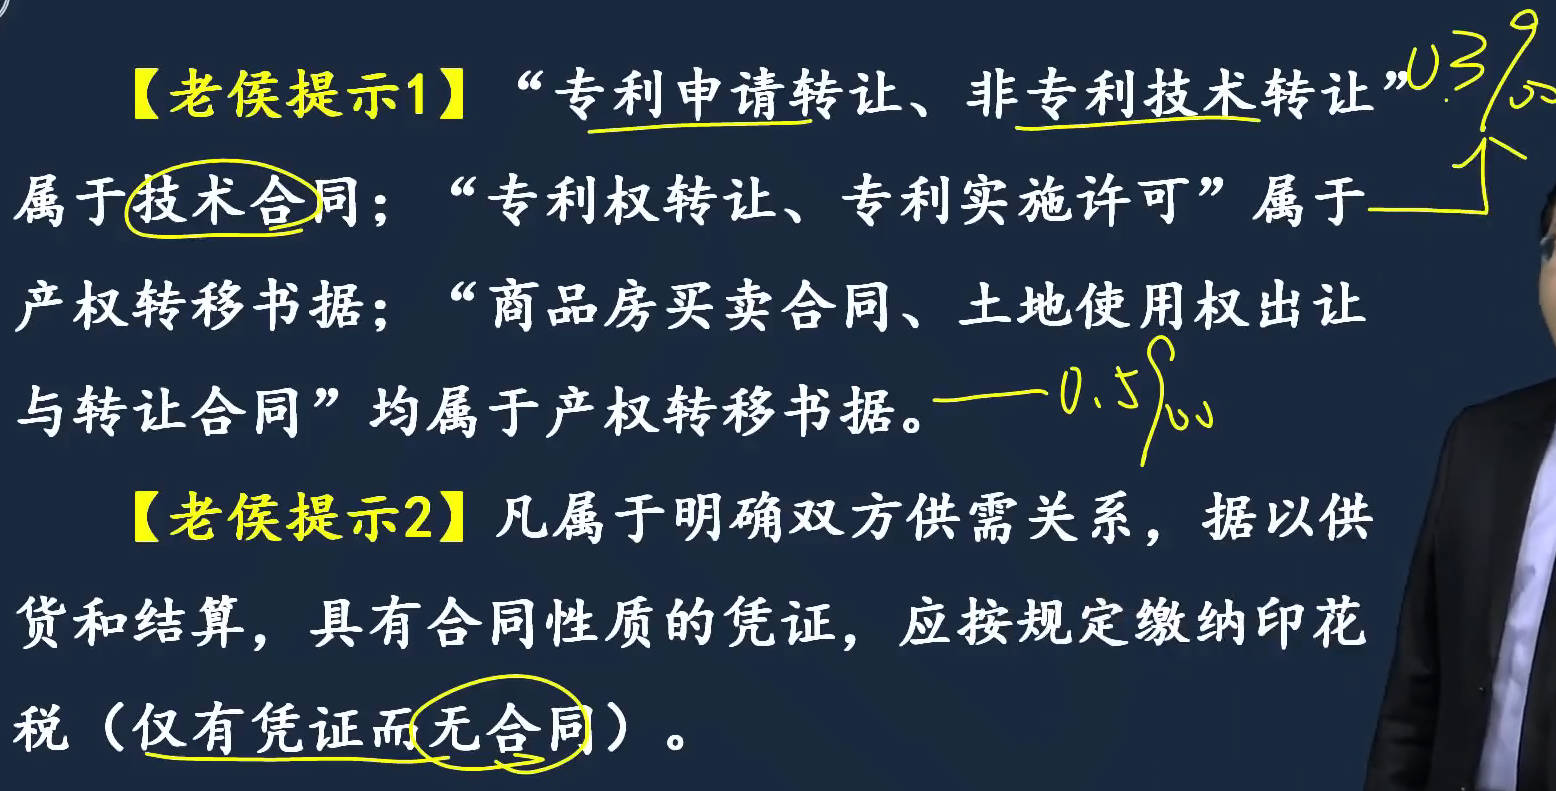 【老侯提示1】“专利申请转让、非专利技术转让” 0.3‰
属于技术合同；“专利权转让、专利实施许可”属于
产权转移书据；“商品房买卖合同、土地使用权出让
与转让合同”均属于产权转移书据。—0.5‰
【老侯提示2】凡属于明确双方供需关系，据以供
货和结算，具有合同性质的凭证，应按规定缴纳印花
税（仅有凭证而无合同）。